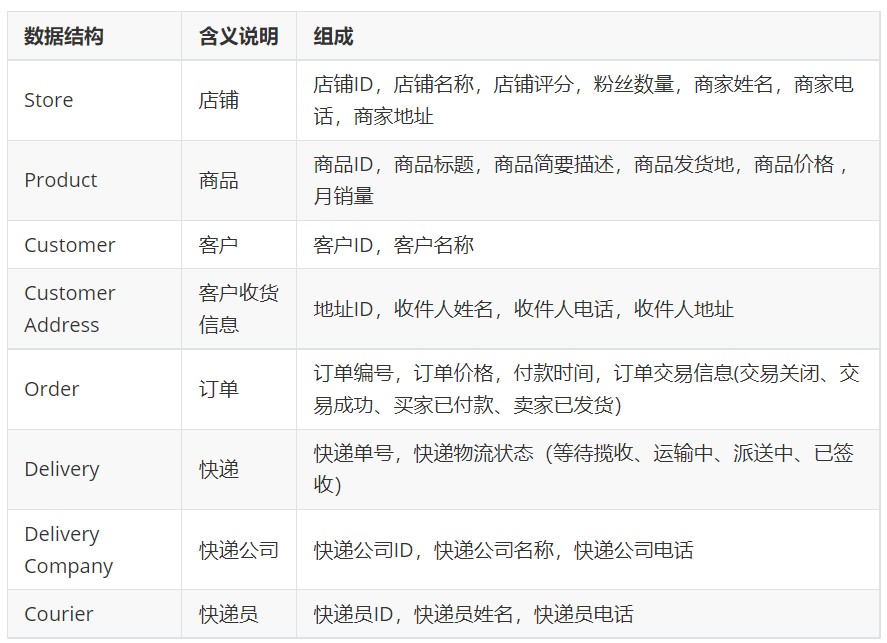 数据结构 含义说明 组成
Store 店铺 店铺ID，店铺名称，店铺评分，粉丝数量，商家姓名，商家电
话，商家地址
Product 商品 商品ID，商品标题，商品简要描述，商品发货地，商品价格 ，
月销量
Customer 客户 客户ID，客户名称
Customer
Address
客户收货
信息
地址ID，收件人姓名，收件人电话，收件人地址
Order 订单 订单编号，订单价格，付款时间，订单交易信息(交易关闭、交
易成功、买家已付款、卖家已发货)
Delivery 快递 快递单号，快递物流状态（等待揽收、运输中、派送中、已签
收）
Delivery
Company
快递公司 快递公司ID，快递公司名称，快递公司电话
Courier 快递员 快递员ID，快递员姓名，快递员电话